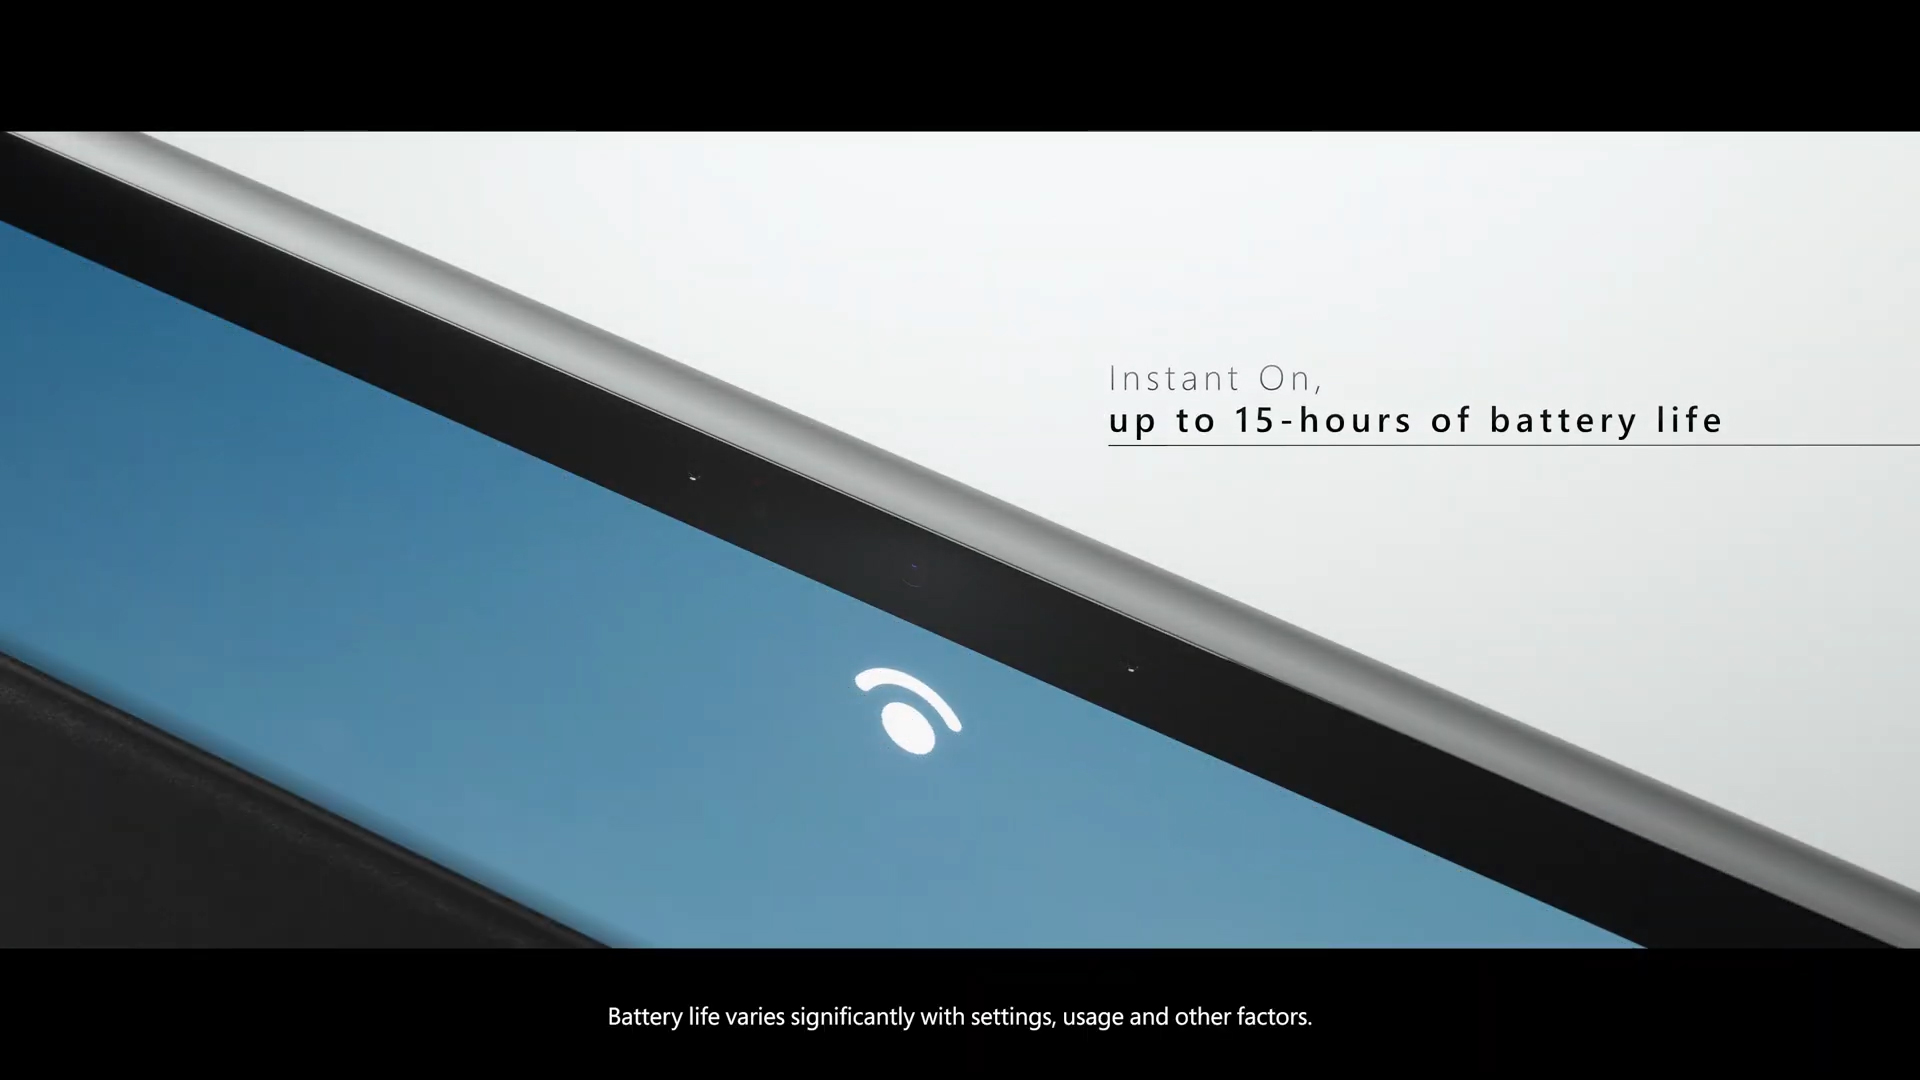 Instant On,
up to 15-hours of battery life
Battery life varies significantly with settings, usage and other factors.